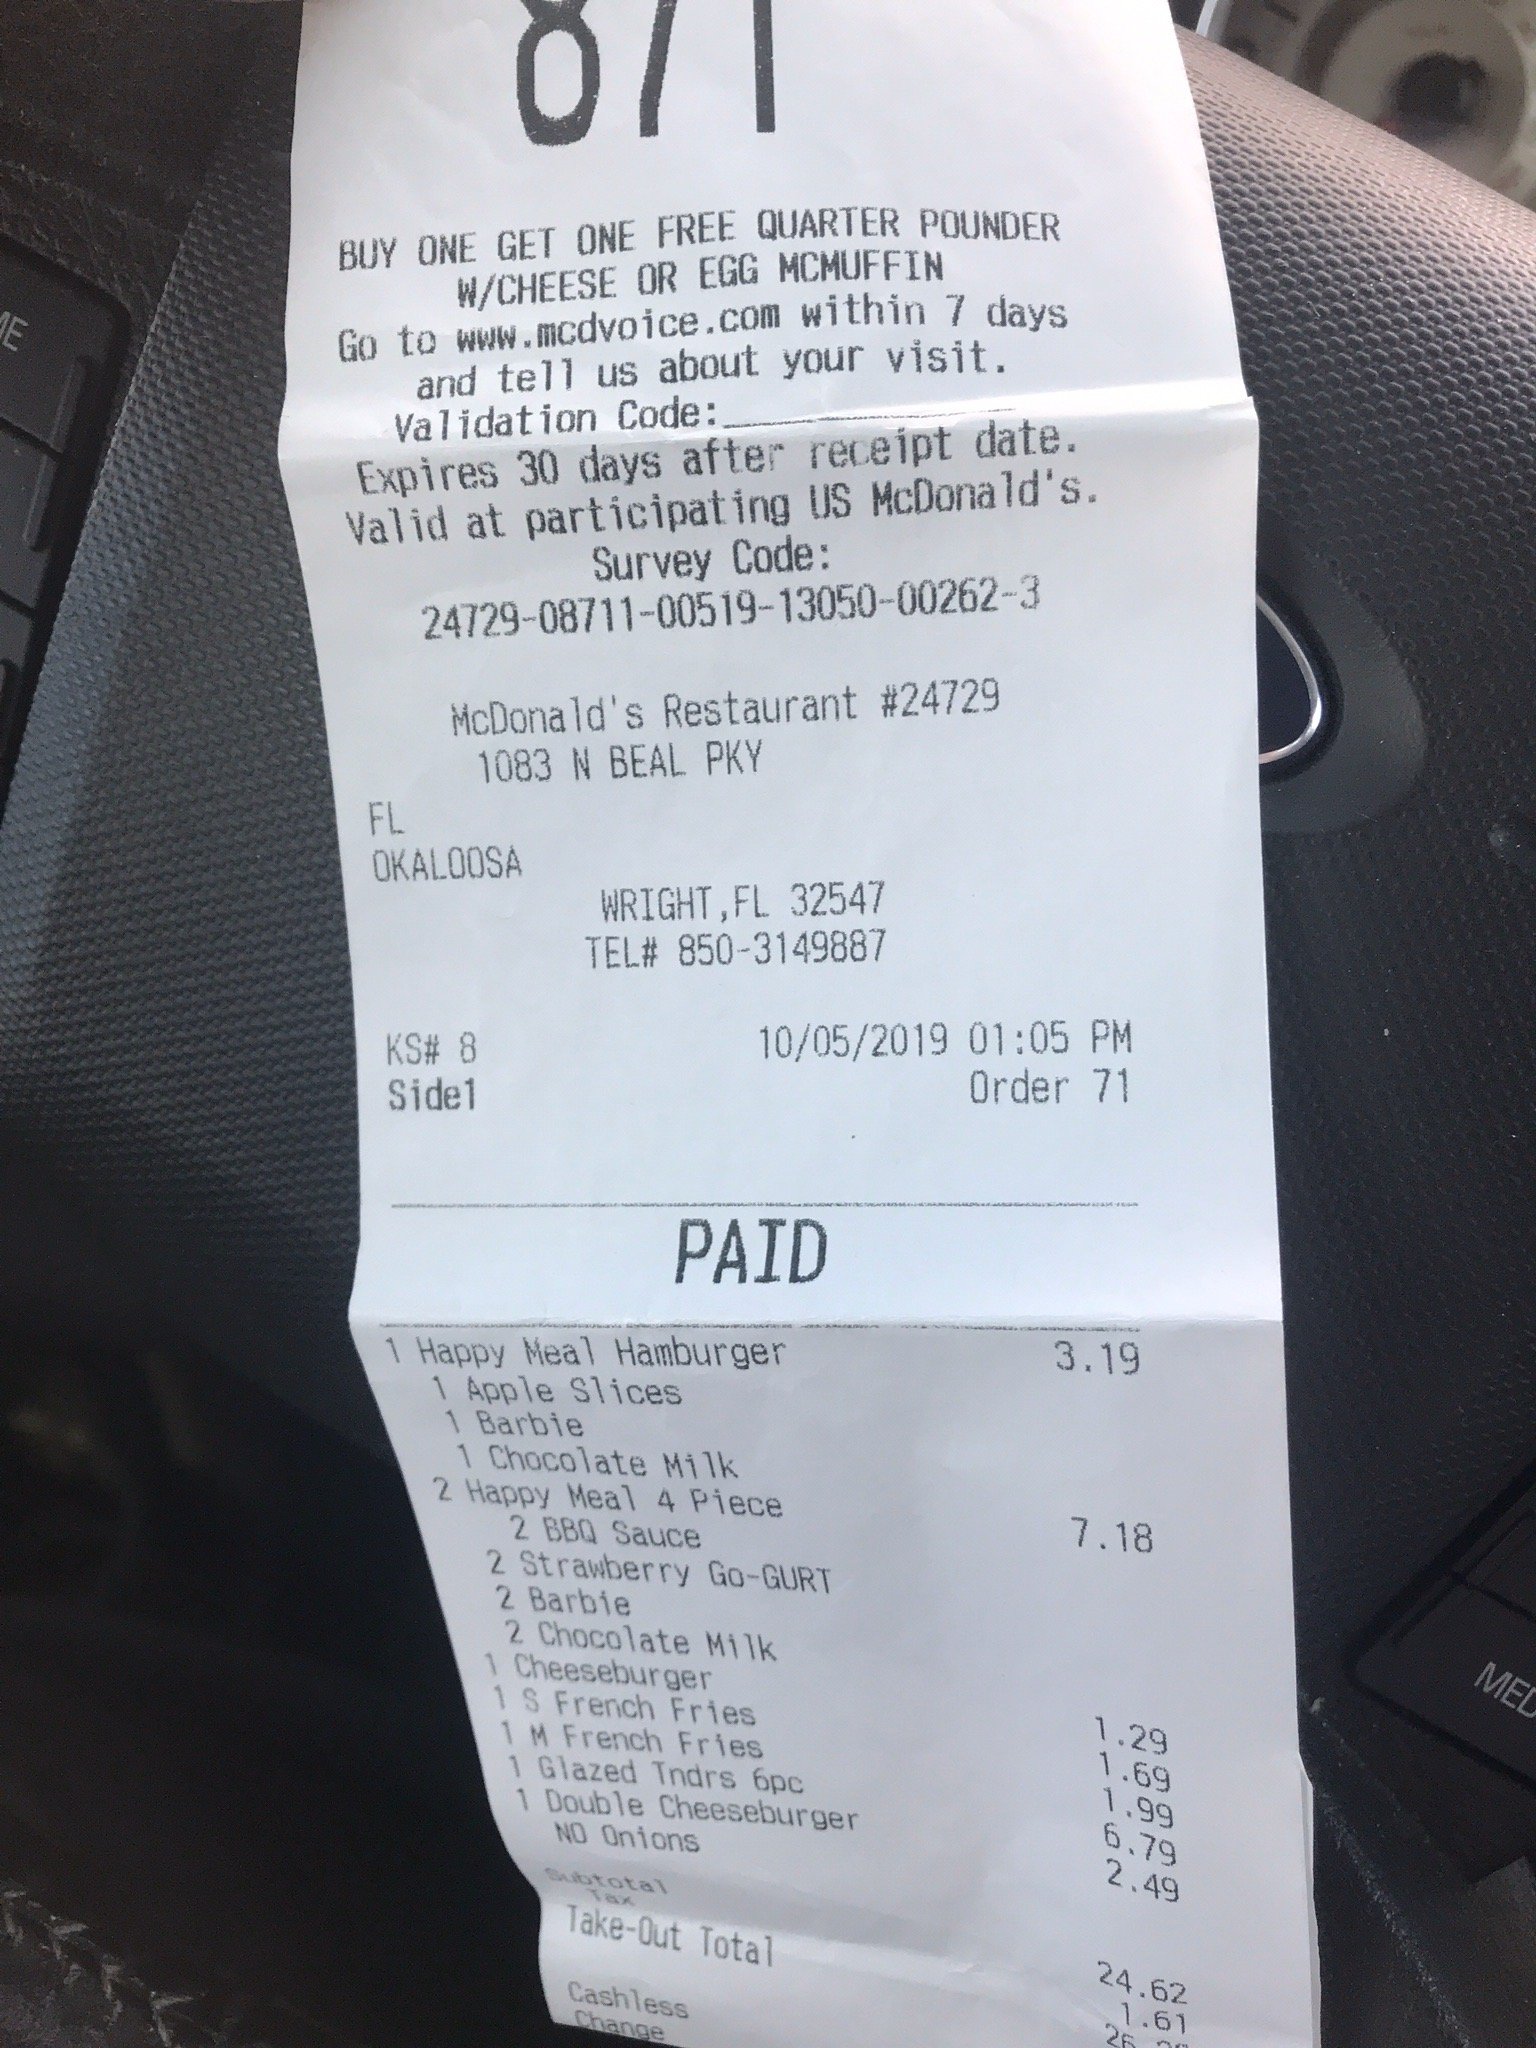 8/1
BUY ONE GET ONE FREE QUARTER POUNDER
W/CHEESE OR EGG MCMUFFIN
Go to www.mcdvoice.com within 7 days
and tell us about your visit.
Validation Code:
Expires 30 days after receipt date.
Valid at participating US McDonald's.
Survey Code:
24729-08711-00519-13050-00262-3
McDonald's Restaurant #24729
1083 N BEAL PKY
FL
OKALOOSA
WRIGHT,FL 32547
TEL# 850-3149887
KS# 8 10/05/2019 01:05 PM
Side1 Order 71
PAID
1 Happy Meal Hamburger 3.19
1 Apple Slices
1 Barbie
1 Chocolate Milk
2 Happy Meal 4 Piece 7.18
2 BBQ Sauce
2 Strawberry Go-GURT
2 Barbie
2 Chocolate Milk
1 Cheeseburger 1.29
1 S French Fries 1.69
1 M French Fries 1.99
1 Glazed Tndrs 6pc 6.79
1 Double Cheeseburger 2.49
NO Onions
Subtotal 24.62
Tax 1.61
Take-Out Total
Cashless
Change